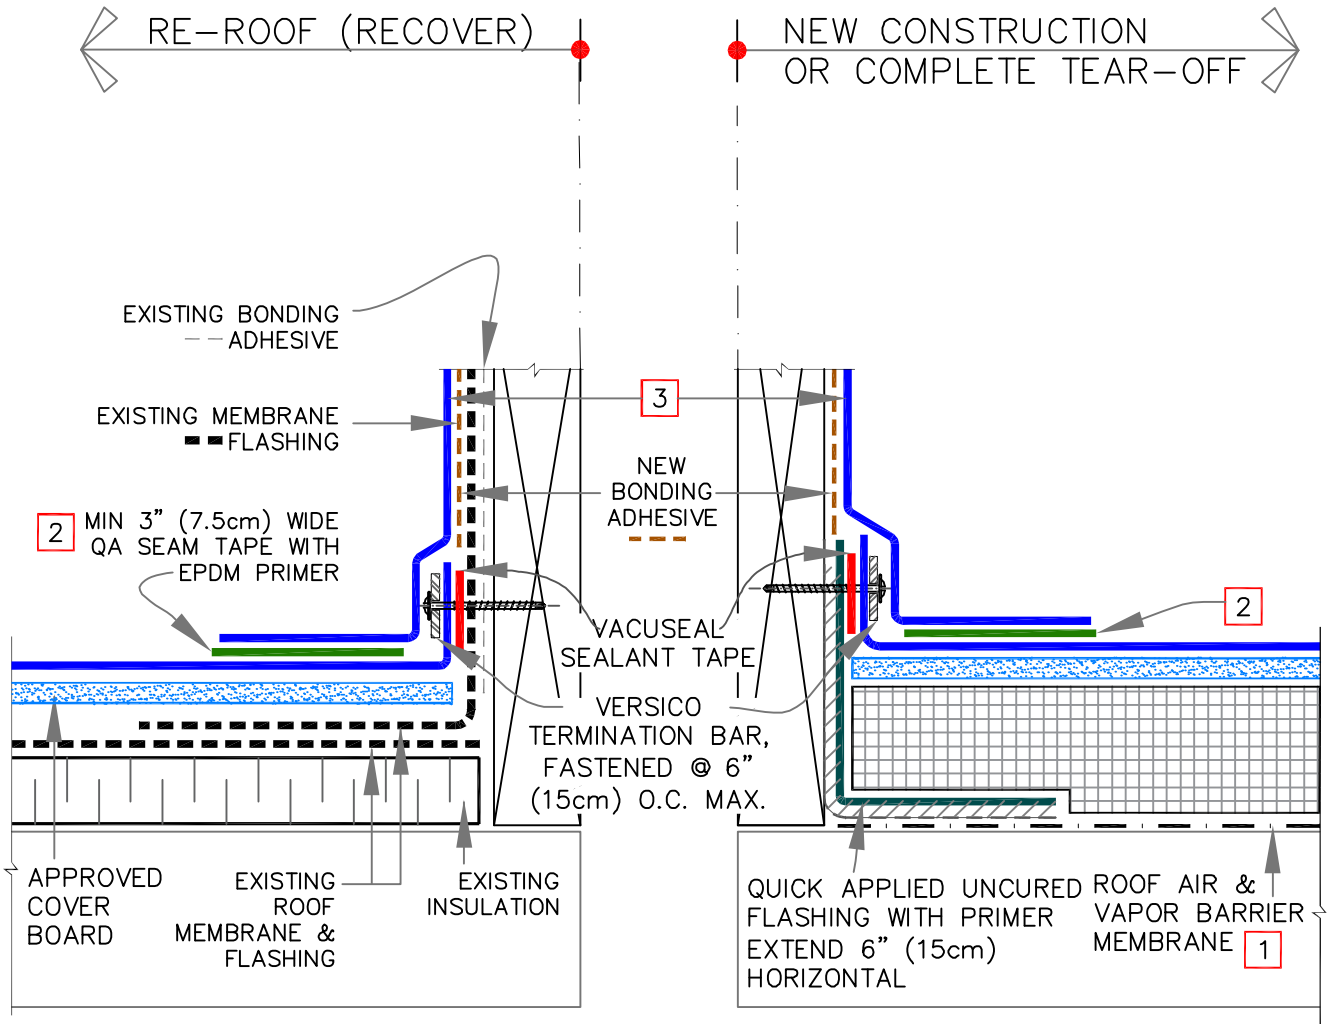 RE-ROOF (RECOVER)
NEW CONSTRUCTION
OR COMPLETE TEAR-OFF
EXISTING BONDING
ADHESIVE
EXISTING MEMBRANE
FLASHING
3
NEW
BONDING
ADHESIVE
2
MIN 3" (7.5cm) WIDE
QA SEAM TAPE WITH
EPDM PRIMER
2
VACUSEAL
SEALANT TAPE
VERSICO
TERMINATION BAR,
FASTENED @ 6"
(15cm) O.C. MAX.
APPROVED
COVER
BOARD
EXISTING
ROOF
MEMBRANE &
FLASHING
EXISTING
INSULATION
QUICK APPLIED UNCURED
FLASHING WITH PRIMER
EXTEND 6" (15cm)
HORIZONTAL
ROOF AIR &
VAPOR BARRIER
MEMBRANE
1